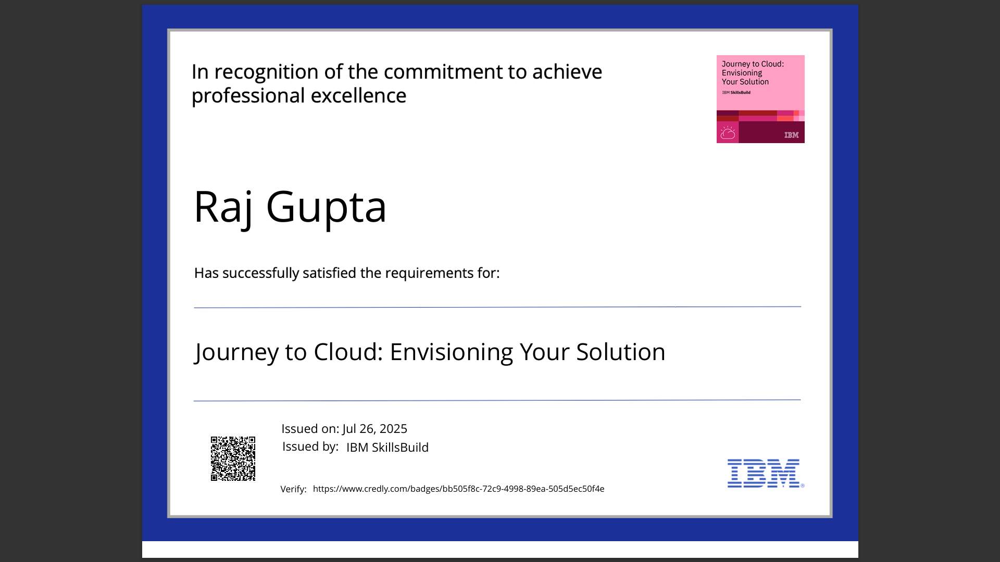 In recognition of the commitment to achieve
professional excellence
Journey to Cloud:
Envisioning
Your Solution
IBM SkillsBuild
IBM
Raj Gupta
Has successfully satisfied the requirements for:
Journey to Cloud: Envisioning Your Solution
Issued on: Jul 26, 2025
Issued by: IBM SkillsBuild
IBM®
Verify: https://www.credly.com/badges/bb505f8c-72c9-4998-89ea-505d5ec50f4e